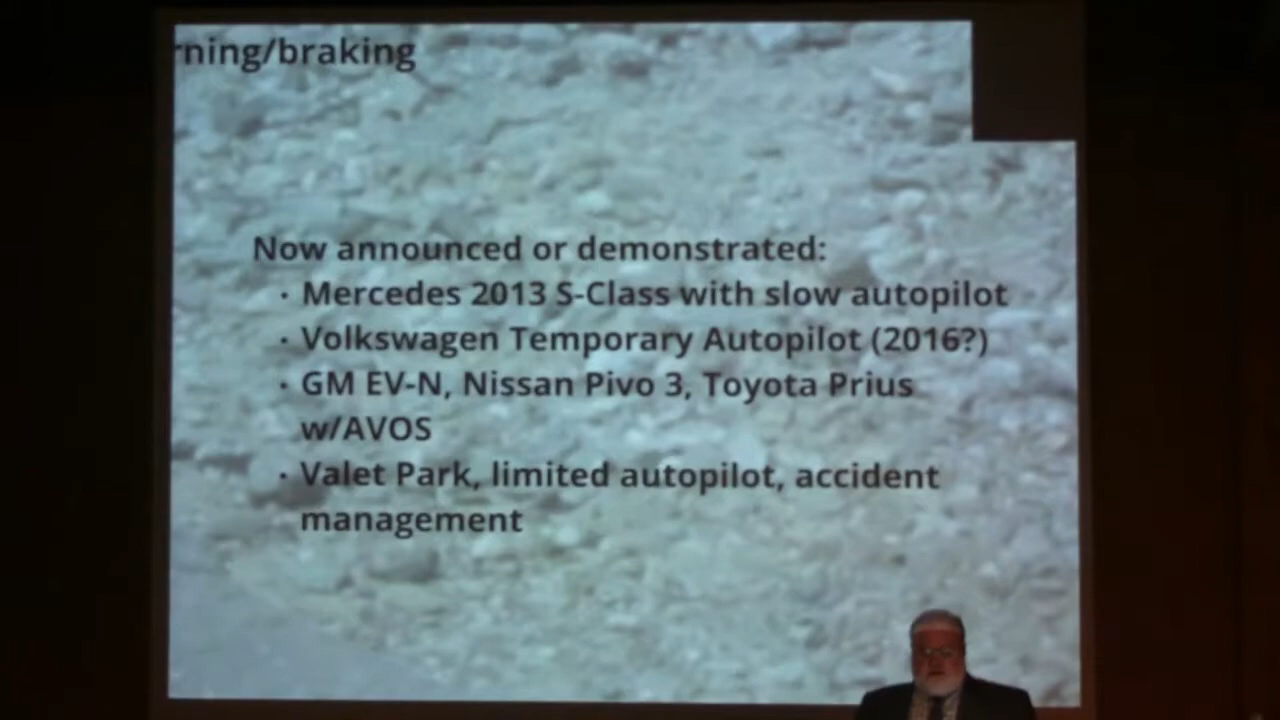 rning/braking
Now announced or demonstrated:
· Mercedes 2013 S-Class with slow autopilot
· Volkswagen Temporary Autopilot (2016?)
· GM EV-N, Nissan Pivo 3, Toyota Prius
w/AVOS
· Valet Park, limited autopilot, accident
management